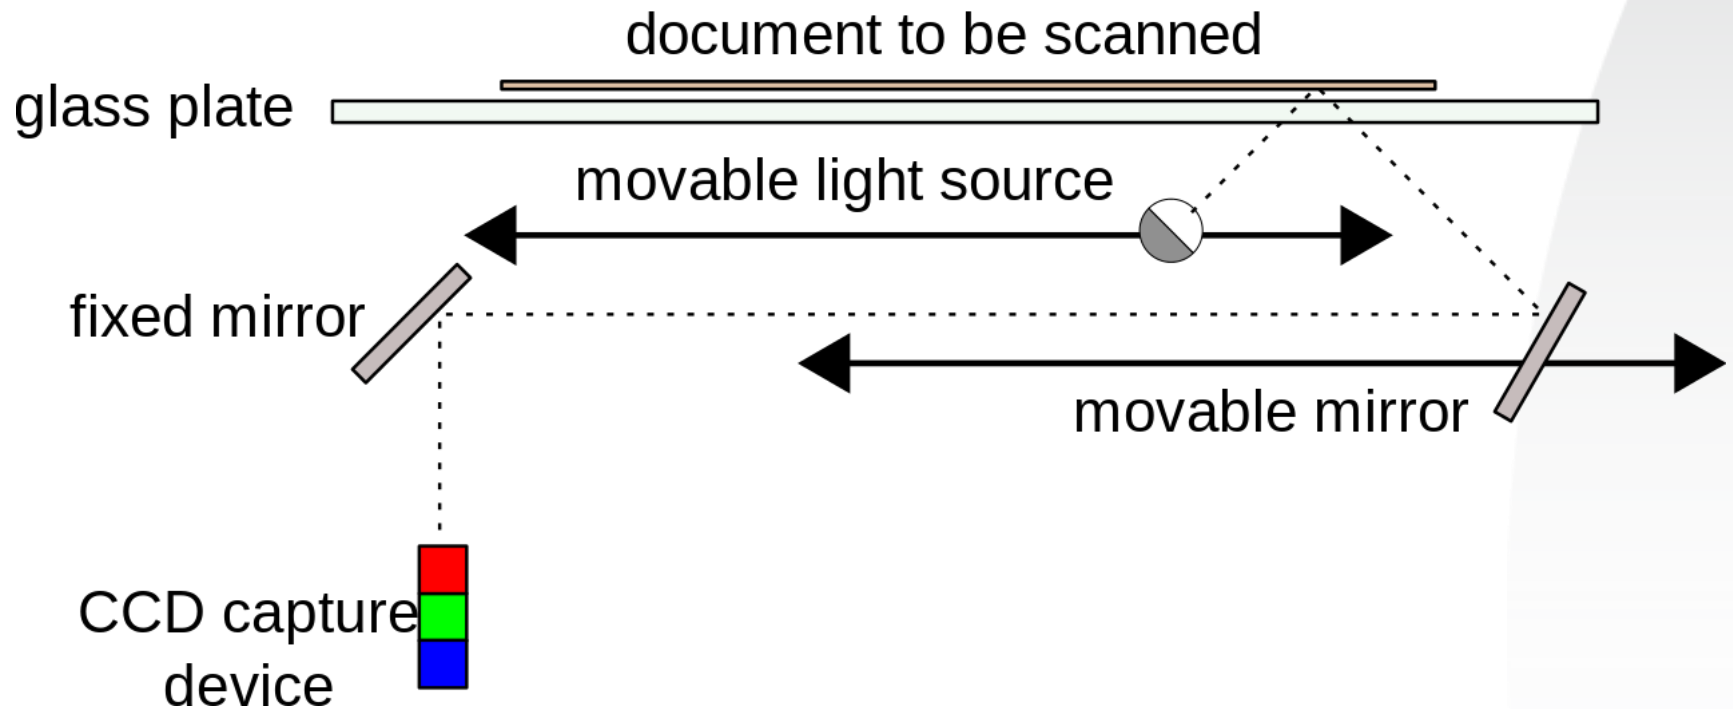 document to be scanned
glass plate
movable light source
fixed mirror
movable mirror
CCD capture
device